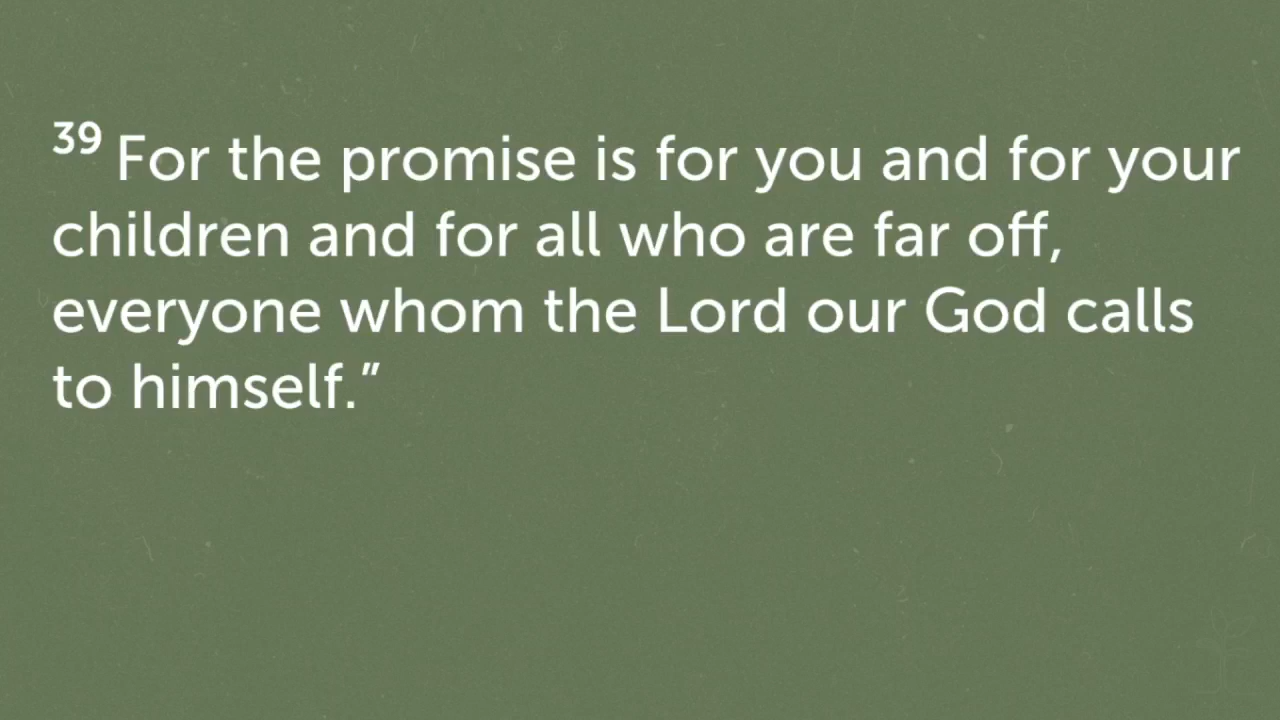 39 For the promise is for you and for your
children and for all who are far off,
everyone whom the Lord our God calls
to himself.”